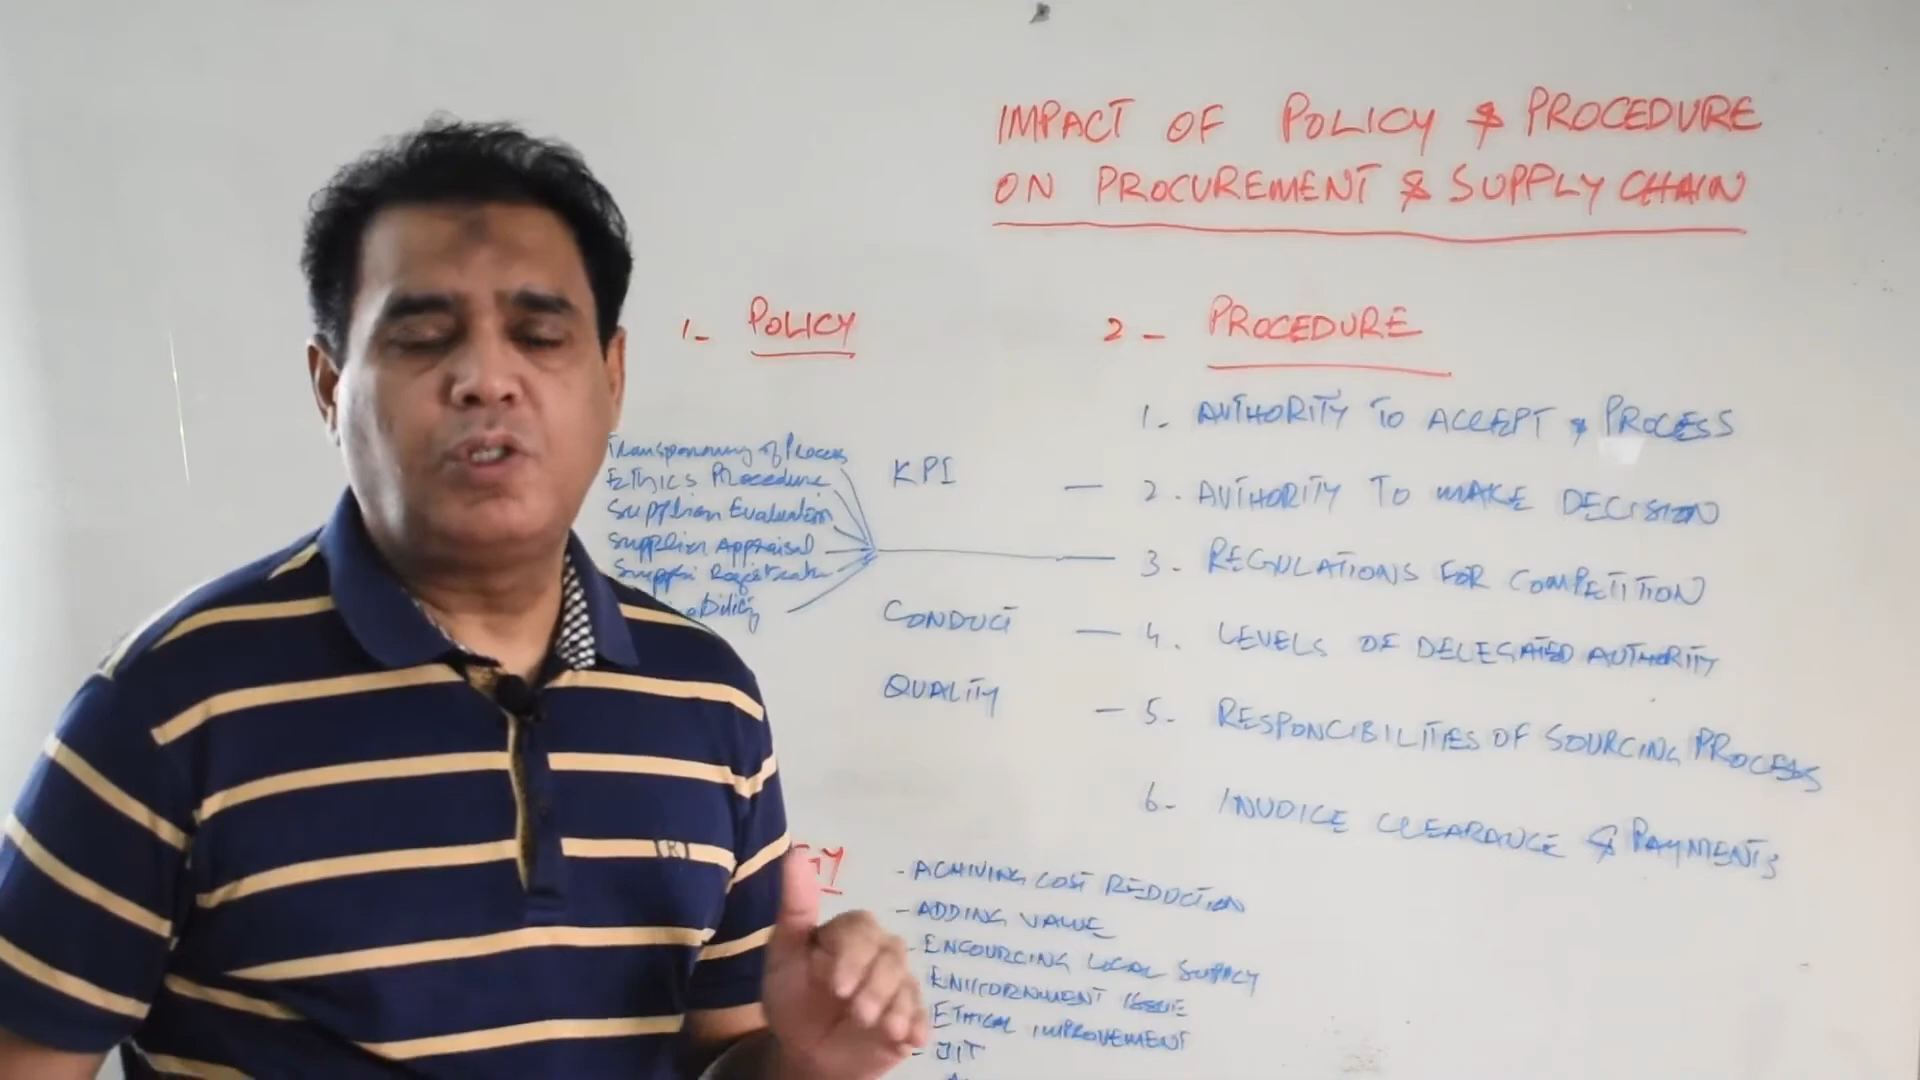 IMPACT OF POLICY & PROCEDURE
ON PROCUREMENT & SUPPLY CHAIN
1- POLICY
Transparency of Process
Ethics Procedure
Supplier Evaluation
Supplier Appraisal
KPI
CONDUCT
QUALITY
2- PROCEDURE
1. AUTHORITY TO ACCEPT & PROCESS
2. AUTHORITY TO MAKE DECISION
3. REGULATIONS FOR COMPETITION
4. LEVELS OF DELEGATED AUTHORITY
5- RESPONCIBILITIES OF SOURCING PROCESS
6- INVOICE CLEARANCE & PAYMENTS
GY
- ACHIVING COST REDUCTION
- ADDING VALUE
- ENCOURCING LOCAL SUPPLY
ISSUE
ETHICAL IMPROVEMENT
- JIT
(R)